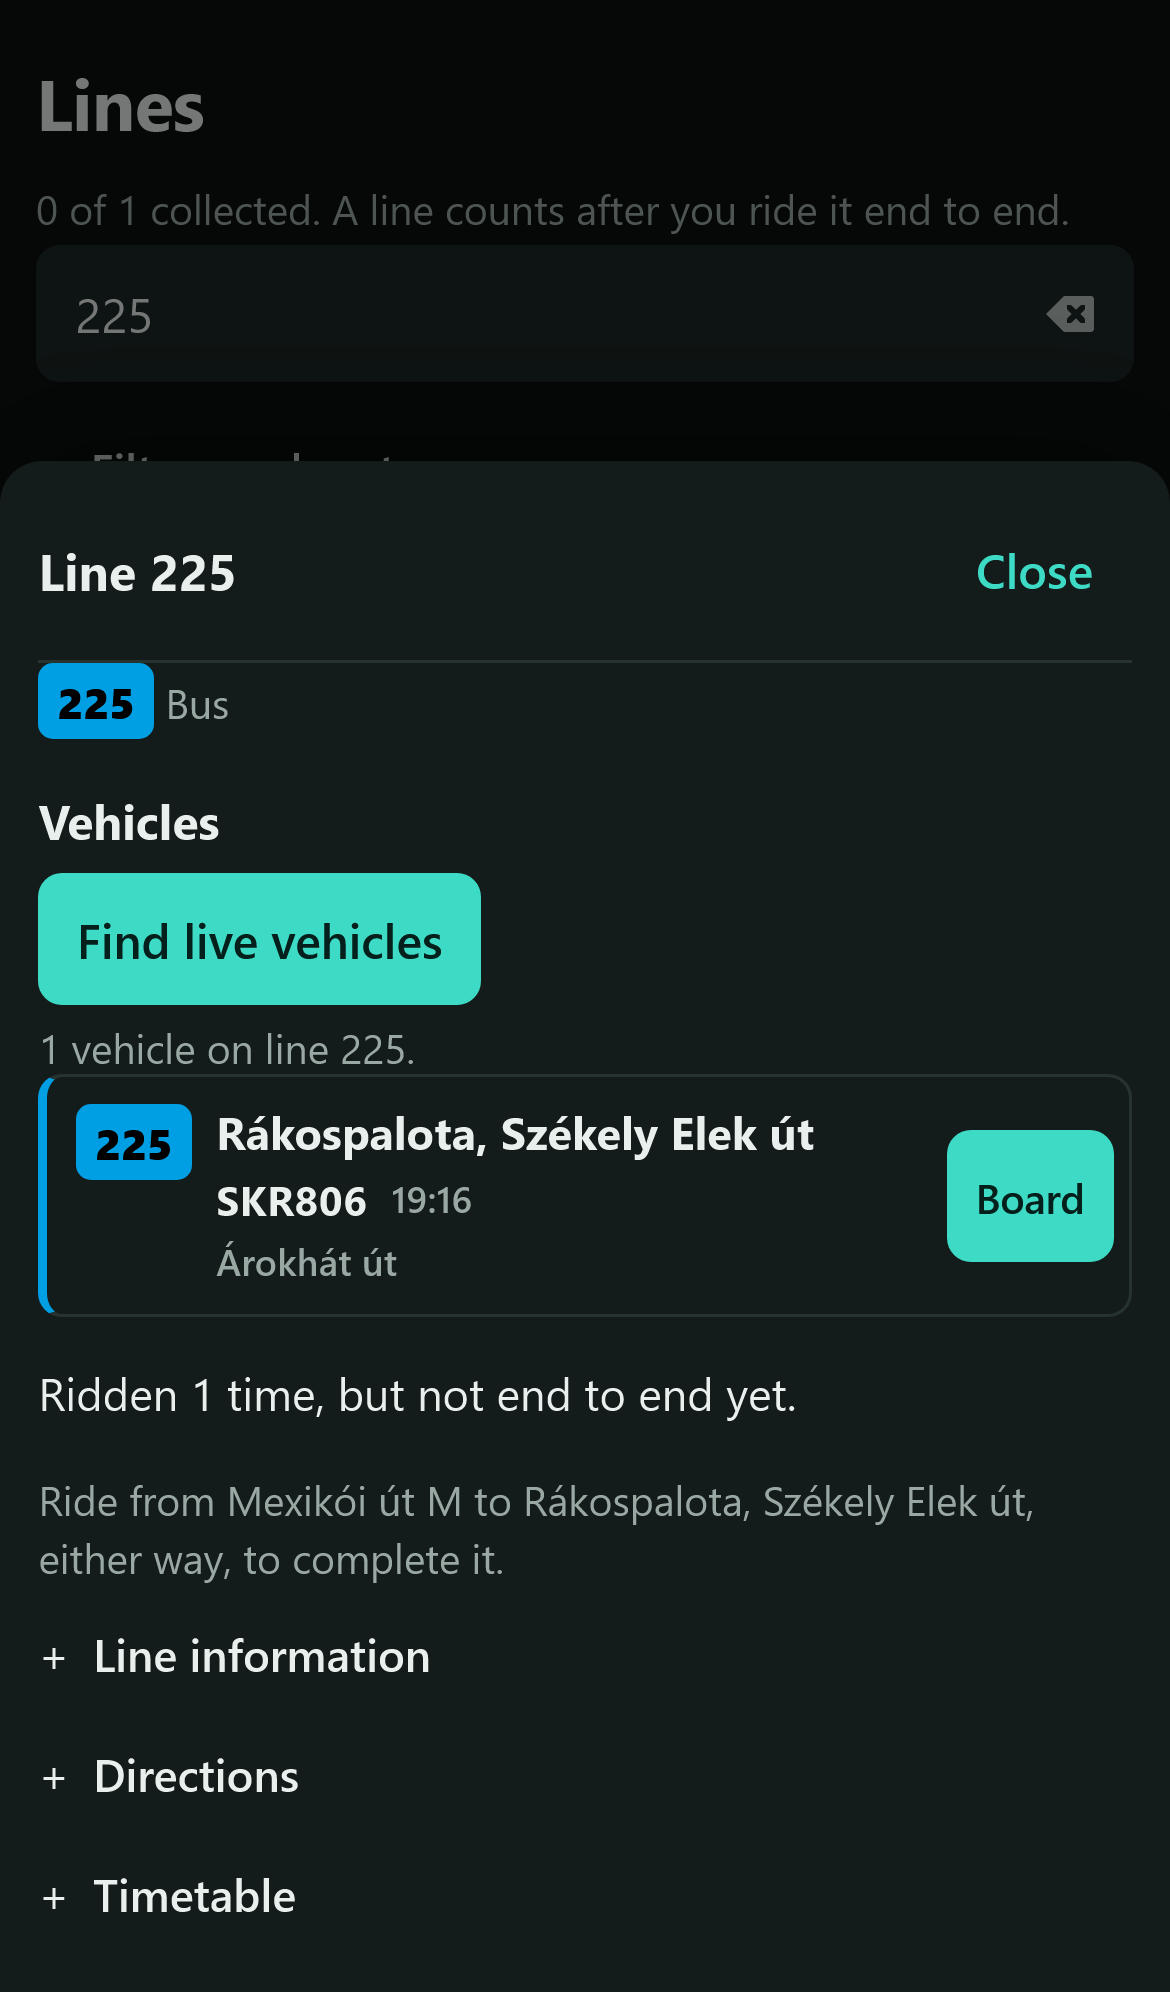 Lines
0 of 1 collected. A line counts after you ride it end to end.
225
Line 225
Close
225 Bus
Vehicles
Find live vehicles
1 vehicle on line 225.
225 Rákospalota, Székely Elek út
SKR806 19:16
Board
Árokhát út
Ridden 1 time, but not end to end yet.
Ride from Mexikói út M to Rákospalota, Székely Elek út,
either way, to complete it.
+ Line information
+ Directions
+ Timetable